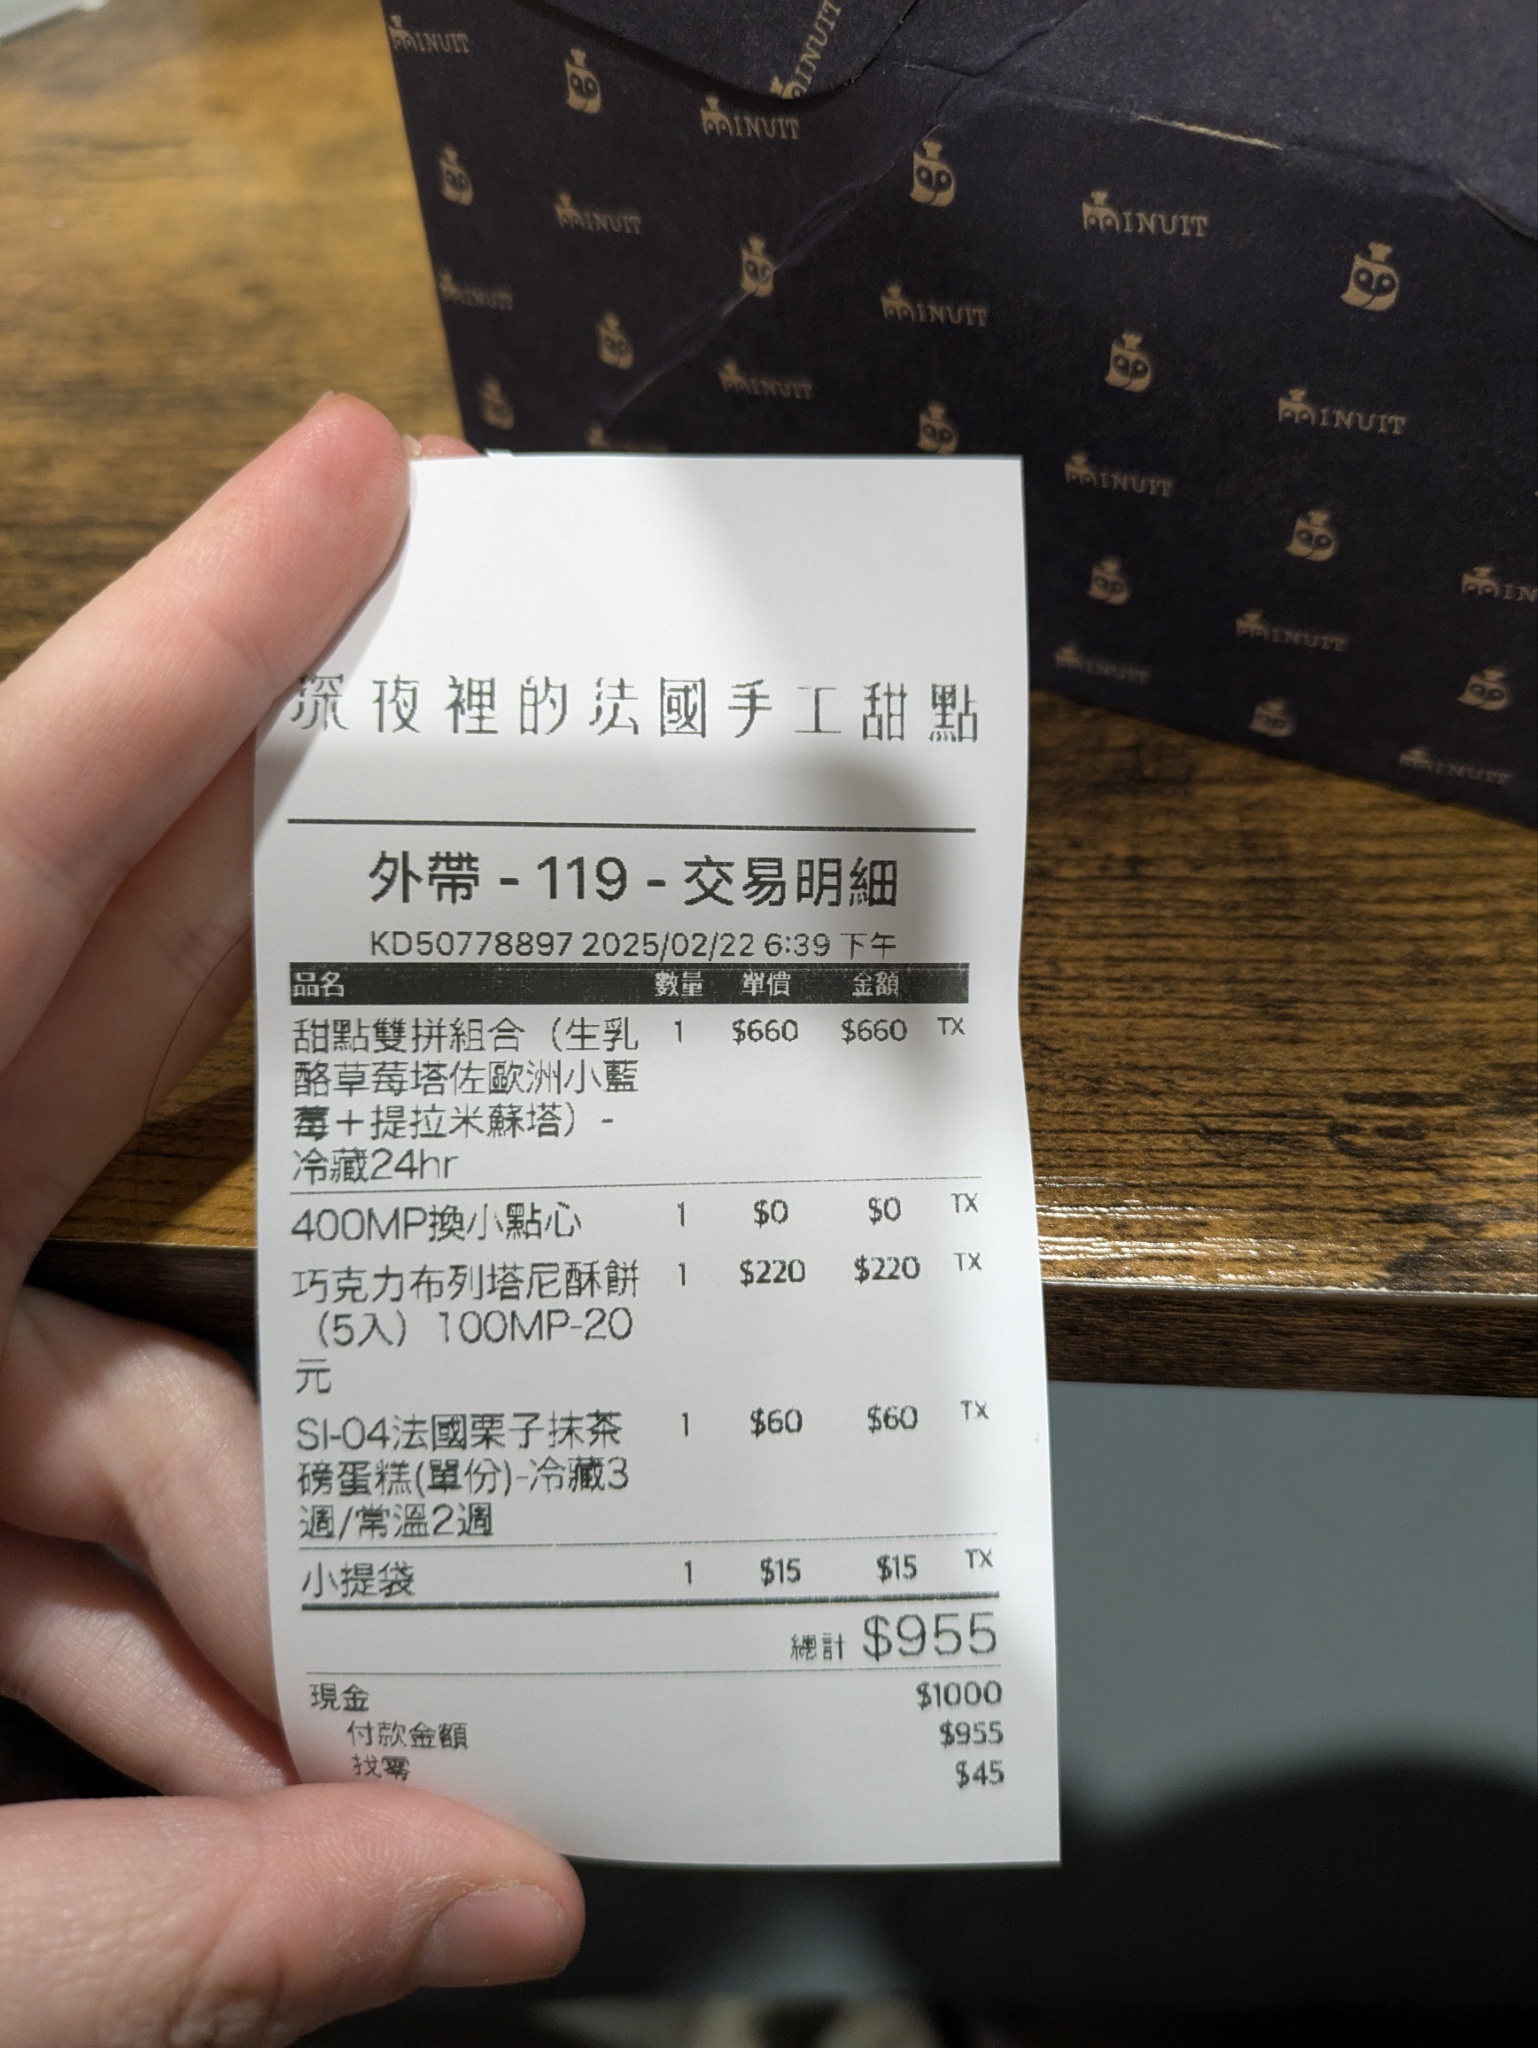 MINUIT
MINUIT
MINUIT
MINUIT
MINUIT
MINUIT
MINUIT
MINUIT
MINUIT
MINUIT
MINUIT
MINUIT
MINUIT
深夜裡的法國手工甜點
外帶 - 119 - 交易明細
KD50778897 2025/02/22 6:39 下午
品名 數量 單價 金額
甜點雙拼組合（生乳 1 $660 $660 TX
酪草莓塔佐歐洲小藍
莓＋提拉米蘇塔）-
冷藏24hr
400MP換小點心 1 $0 $0 TX
巧克力布列塔尼酥餅 1 $220 $220 TX
（5入）100MP-20
元
SI-04法國栗子抹茶 1 $60 $60 TX
磅蛋糕(單份)-冷藏3
週/常溫2週
小提袋 1 $15 $15 TX
總計 $955
現金 $1000
付款金額 $955
找零 $45